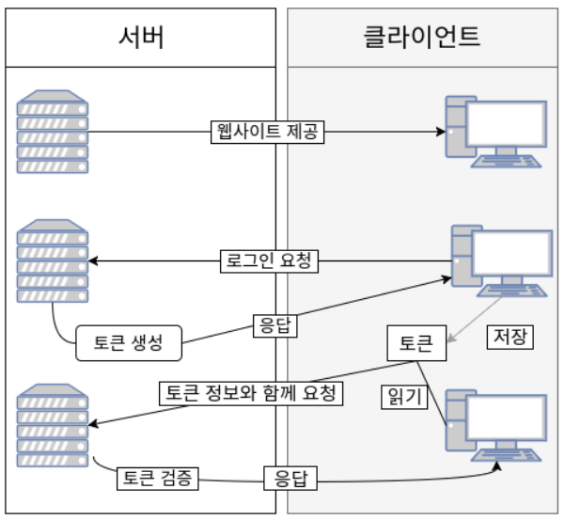 서버
클라이언트
웹사이트 제공
로그인 요청
토큰 생성
응답
토큰
저장
토큰 정보와 함께 요청
읽기
토큰 검증
응답